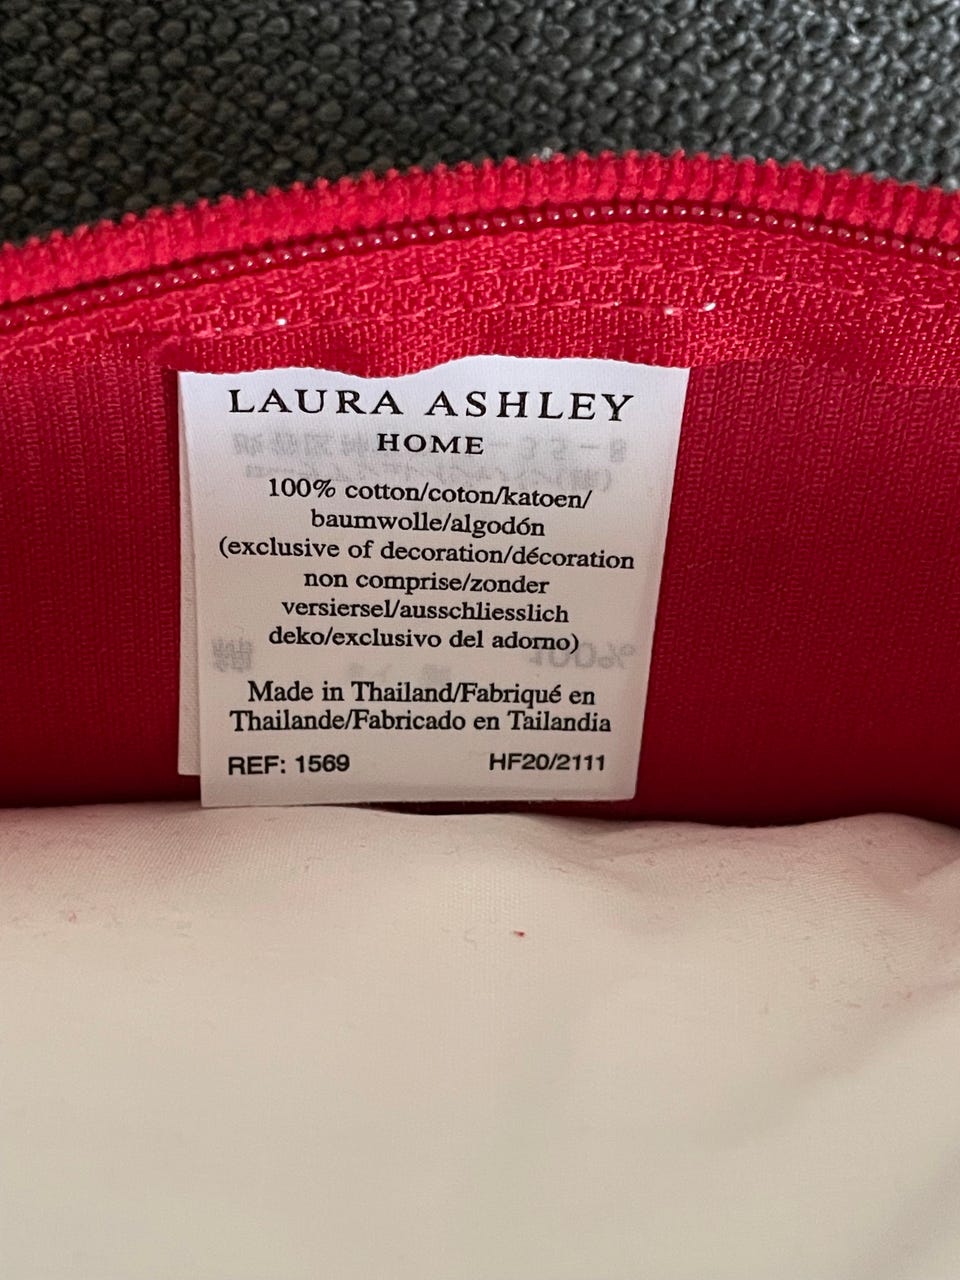 LAURA ASHLEY
HOME
100% cotton/coton/katoen/
baumwolle/algodón
(exclusive of decoration/décoration
non comprise/zonder
versiersel/ausschliesslich
deko/exclusivo del adorno)
Made in Thailand/Fabriqué en
Thailande/Fabricado en Tailandia
REF: 1569 HF20/2111